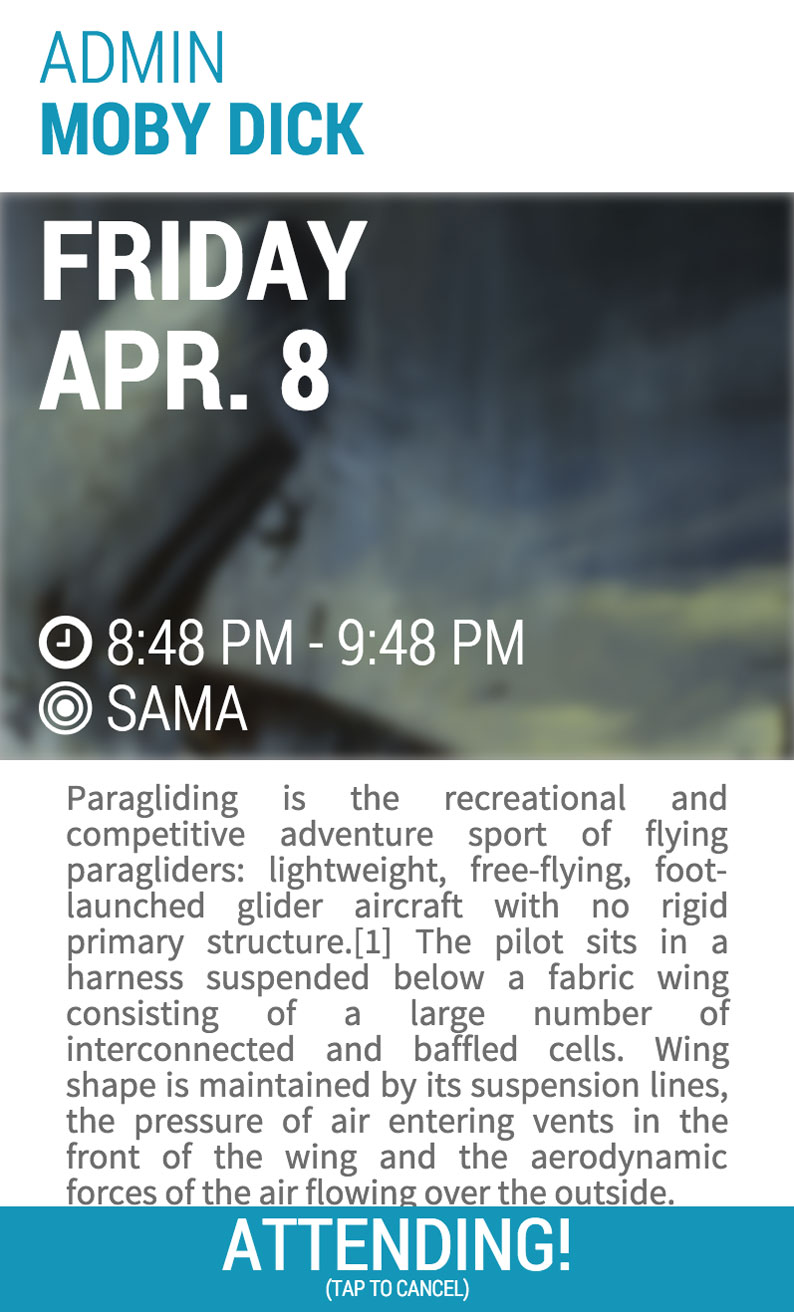 ADMIN
MOBY DICK
FRIDAY
APR. 8
8:48 PM - 9:48 PM
SAMA
Paragliding is the recreational and
competitive adventure sport of flying
paragliders: lightweight, free-flying, foot-
launched glider aircraft with no rigid
primary structure.[1] The pilot sits in a
harness suspended below a fabric wing
consisting of a large number of
interconnected and baffled cells. Wing
shape is maintained by its suspension lines,
the pressure of air entering vents in the
front of the wing and the aerodynamic
forces of the air flowing over the outside.
ATTENDING!
(TAP TO CANCEL)